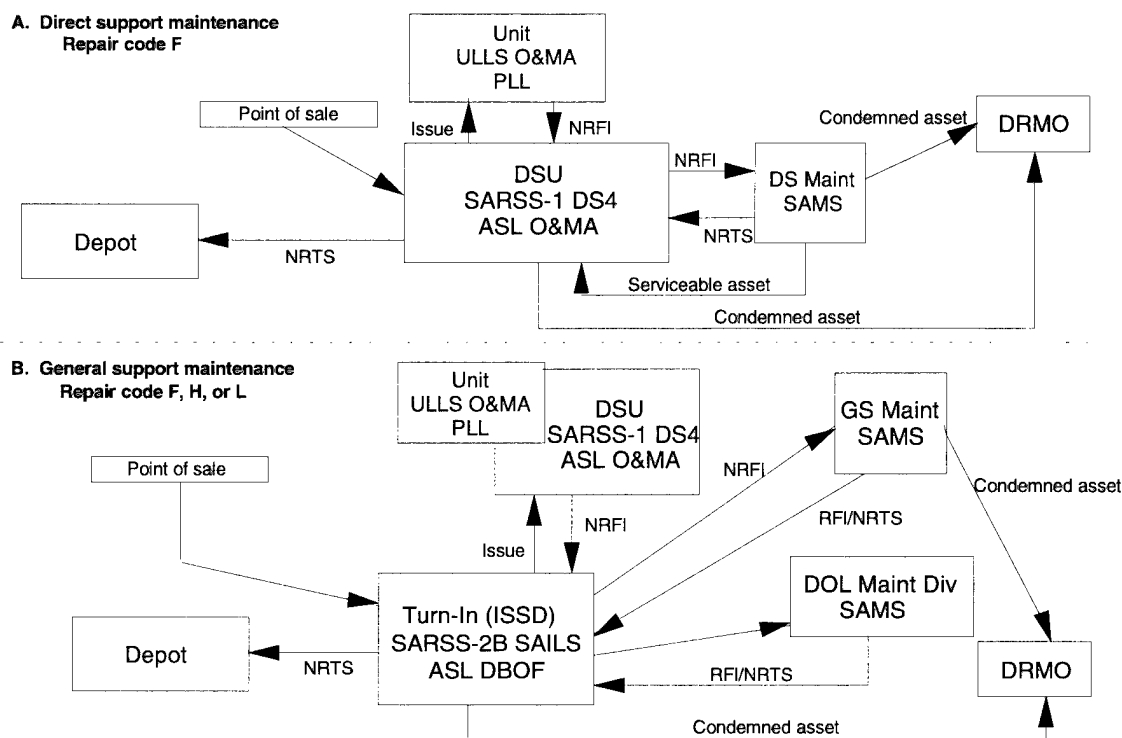 A. Direct support maintenance
Repair code F
Unit
ULLS O&MA
PLL
Point of sale
Issue
NRFI
Condemned asset
DRMO
DSU
SARSS-1 DS4
ASL O&MA
NRFI
DS Maint
SAMS
NRTS
Depot
NRTS
Serviceable asset
Condemned asset
B. General support maintenance
Repair code F, H, or L
Unit
ULLS O&MA
PLL
DSU
SARSS-1 DS4
ASL O&MA
GS Maint
SAMS
Point of sale
NRFI
Condemned asset
NRFI
RFI/NRTS
Issue
DOL Maint Div
SAMS
Turn-In (ISSD)
SARSS-2B SAILS
ASL DBOF
Depot
NRTS
RFI/NRTS
DRMO
Condemned asset